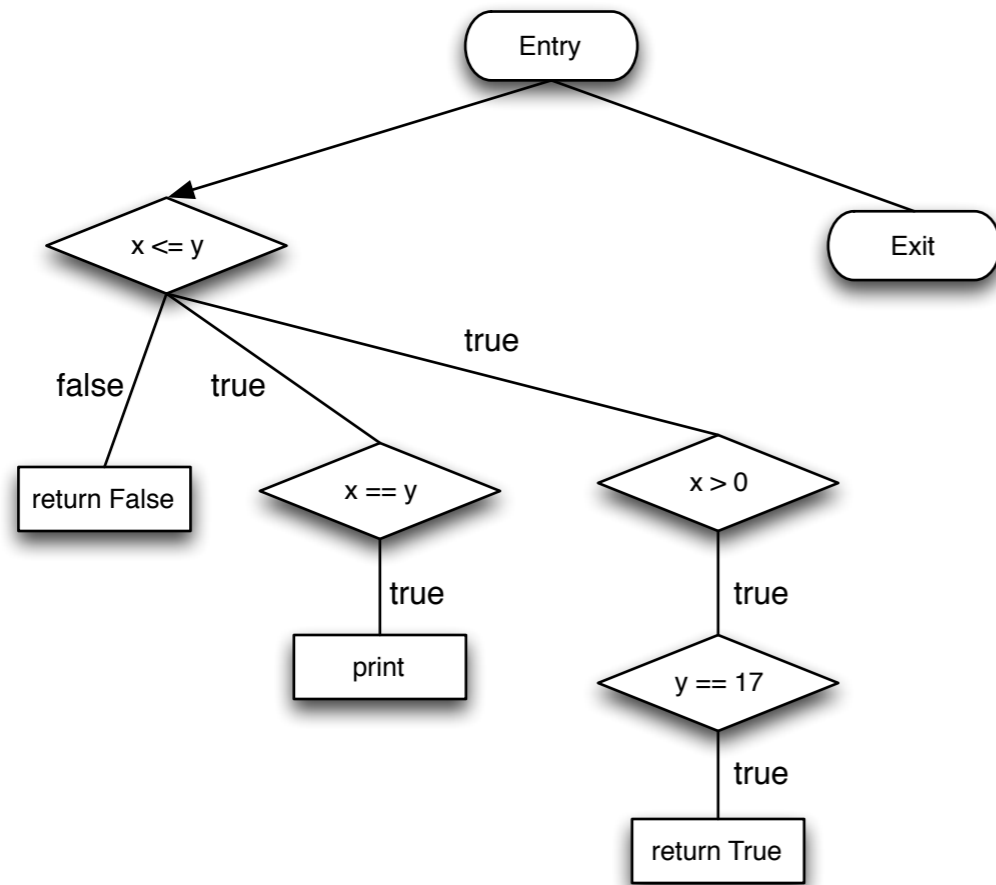 Entry
x <= y
Exit
true
false
true
return False
x == y
x > 0
true
true
print
y == 17
true
return True